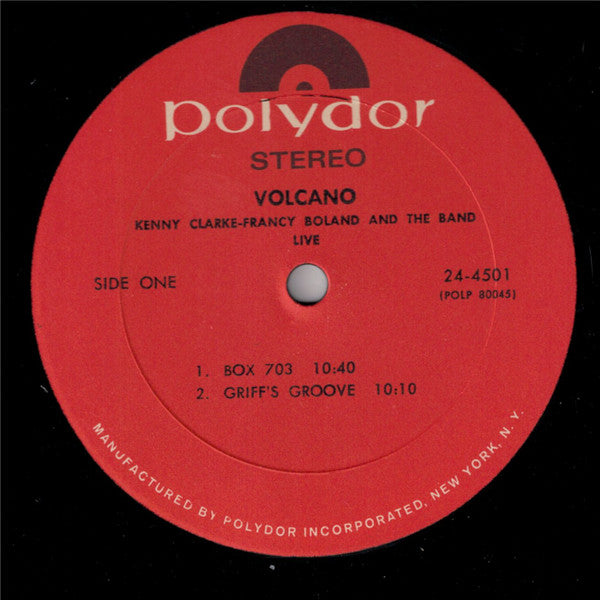 polydor
STEREO
VOLCANO
KENNY CLARKE-FRANCY BOLAND AND THE BAND
LIVE
SIDE ONE
24-4501
(POLP 80045)
1. BOX 703 10:40
2. GRIFF'S GROOVE 10:10
MANUFACTURED BY POLYDOR INCORPORATED, NEW YORK, N. Y.